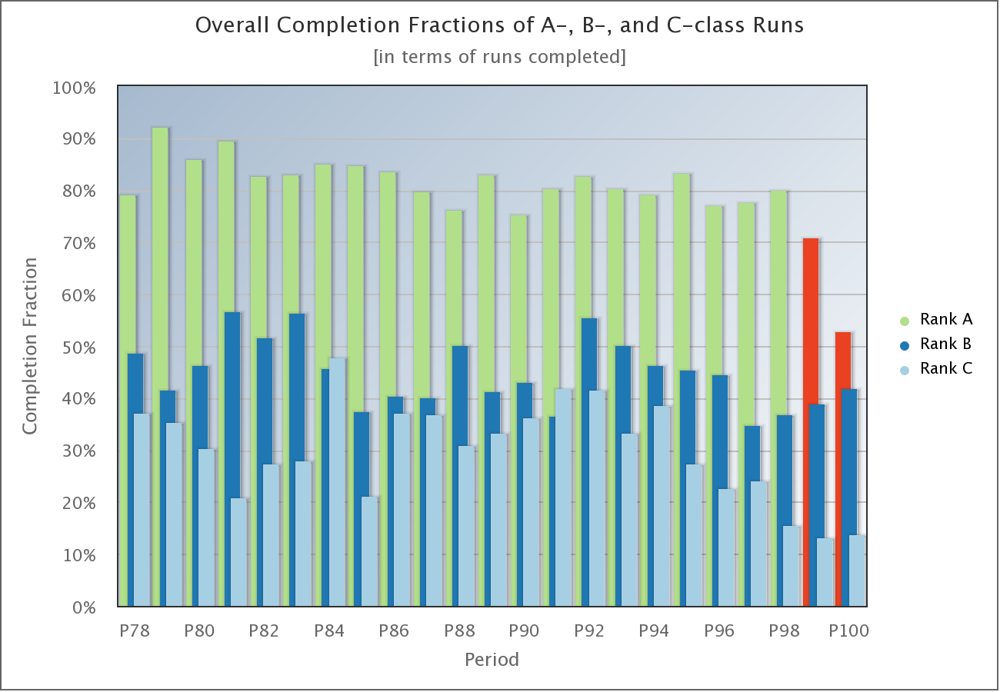 Overall Completion Fractions of A-, B-, and C-class Runs
[in terms of runs completed]
100%
90%
80%
70%
60%
50%
40%
30%
20%
10%
0%
Completion Fraction
Rank A
Rank B
Rank C
P78 P80 P82 P84 P86 P88 P90 P92 P94 P96 P98 P100
Period